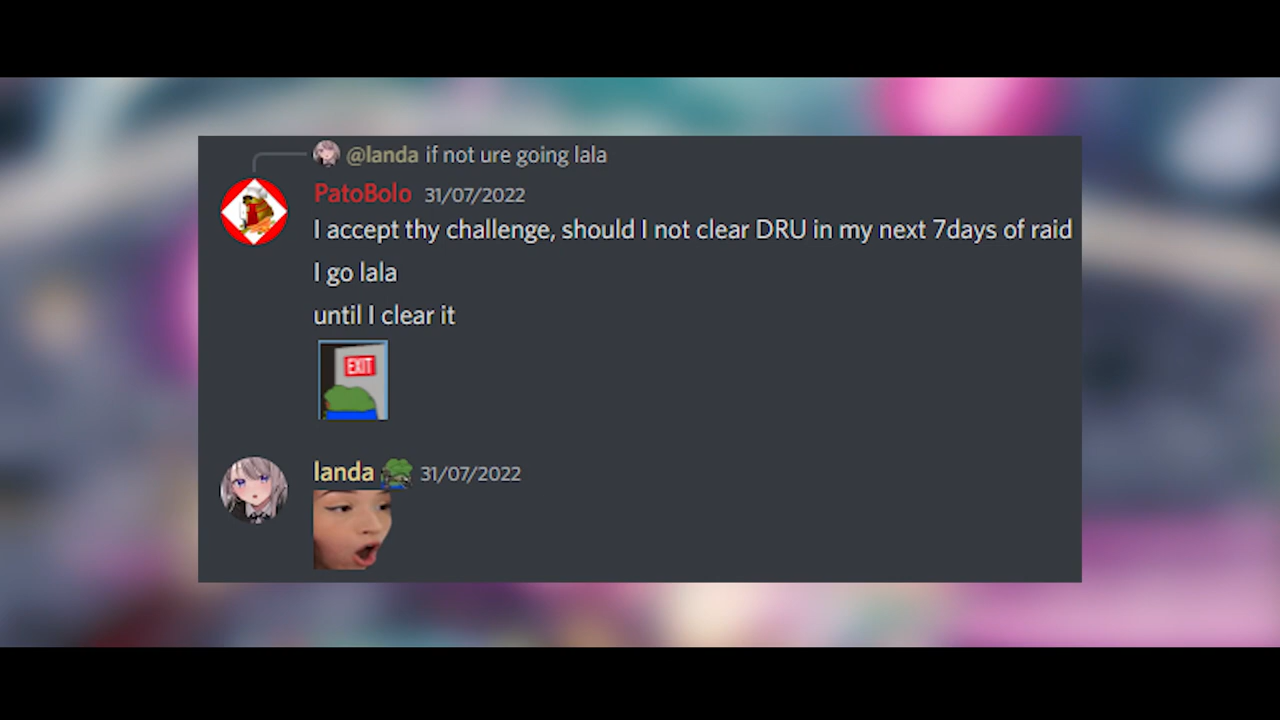 @landa if not ure going lala
PatoBolo 31/07/2022
I accept thy challenge, should I not clear DRU in my next 7days of raid
I go lala
until I clear it
EXIT
landa 31/07/2022